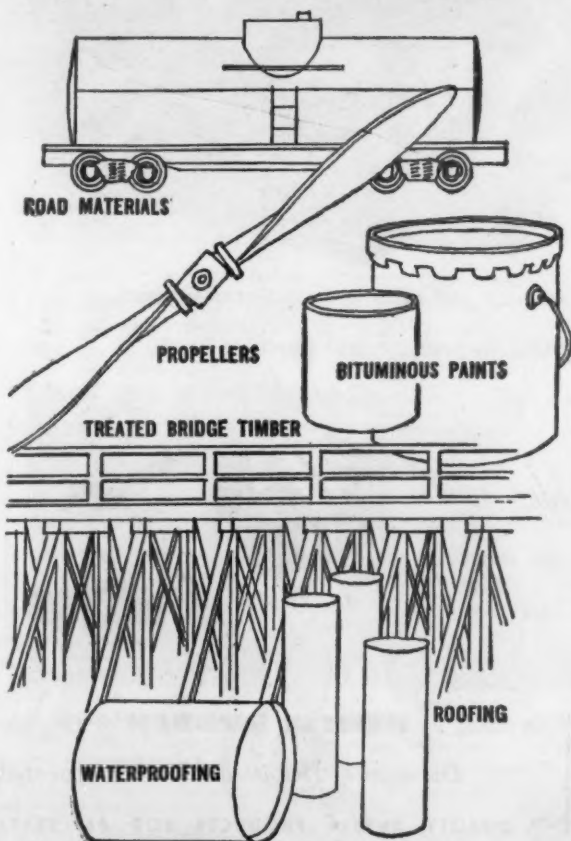 ROAD MATERIALS
PROPELLERS
BITUMINOUS PAINTS
TREATED BRIDGE TIMBER
ROOFING
WATERPROOFING